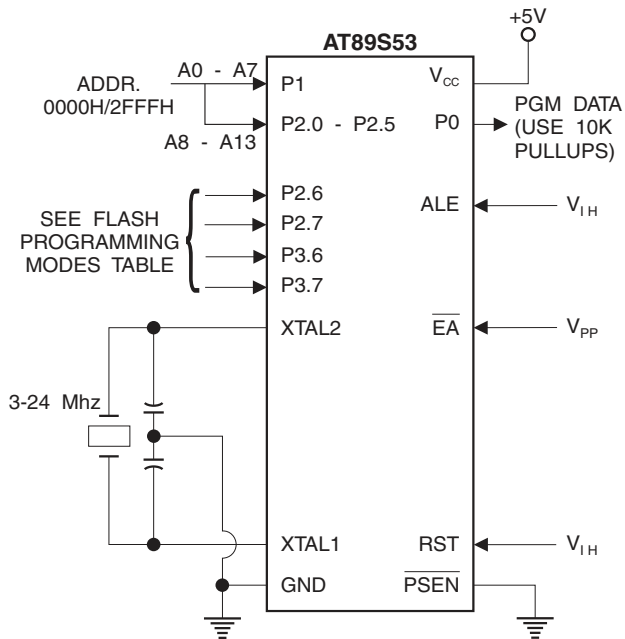 +5V
AT89S53
ADDR.
0000H/2FFFH
A0 - A7
P1
VCC
A8 - A13
P2.0 - P2.5
P0
PGM DATA
(USE 10K
PULLUPS)
SEE FLASH
PROGRAMMING
MODES TABLE
P2.6
P2.7
P3.6
P3.7
ALE
VIH
XTAL2
EA
VPP
3-24 Mhz
XTAL1
RST
VIH
GND
PSEN